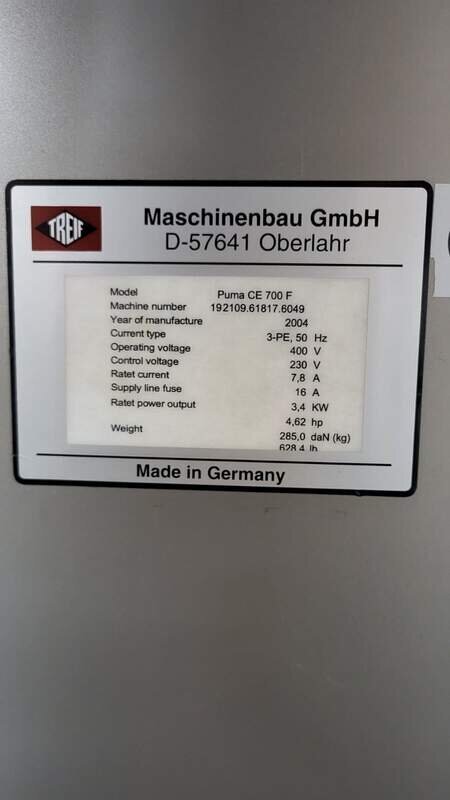 TREIF
Maschinenbau GmbH
D-57641 Oberlahr
Model Puma CE 700 F
Machine number 192109.61817.6049
Year of manufacture 2004
Current type 3-PE, 50 Hz
Operating voltage 400 V
Control voltage 230 V
Ratet current 7,8 A
Supply line fuse 16 A
Ratet power output 3,4 KW
4,62 hp
Weight 285,0 daN (kg)
628,4 lb
Made in Germany